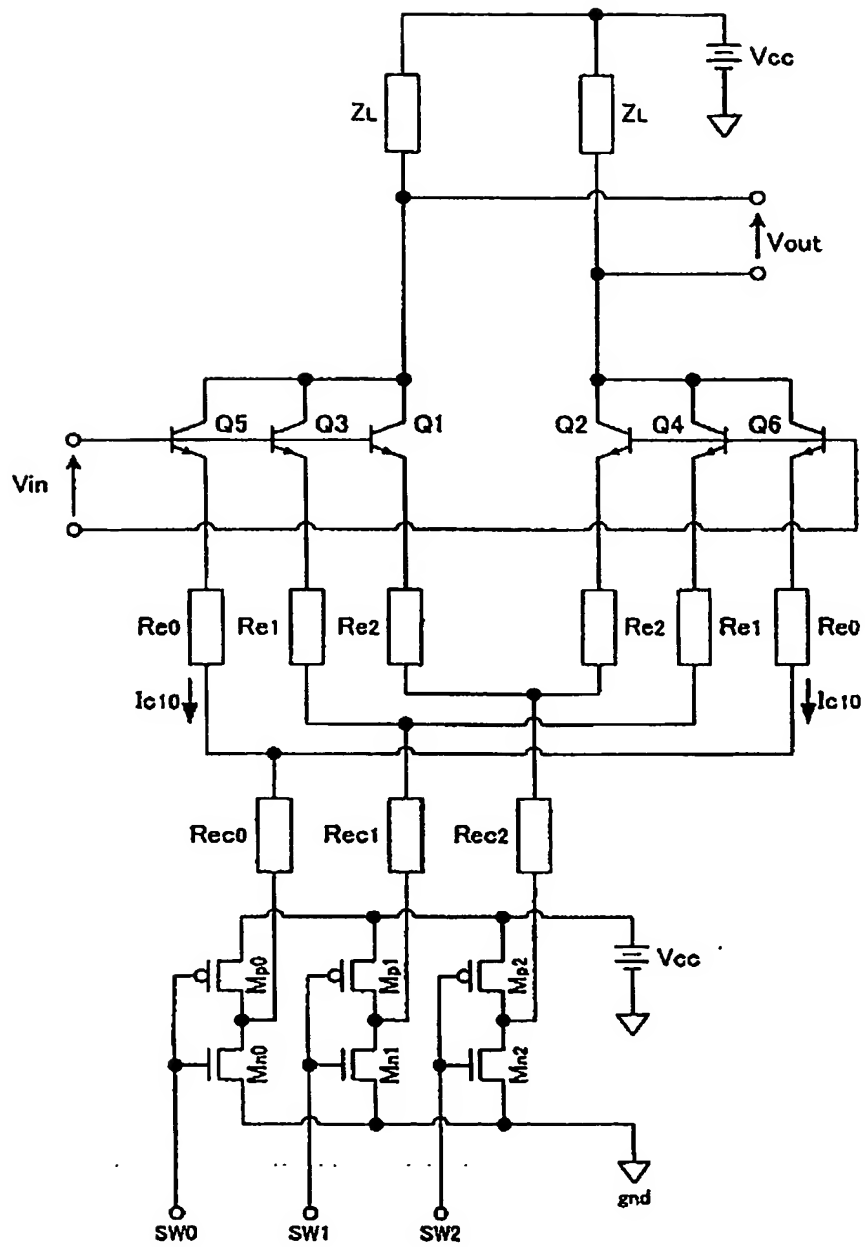 Vcc
ZL
ZL
Vout
Q5
Q3
Q1
Q2
Q4
Q6
Vin
Re0
Re1
Re2
Re2
Re1
Re0
Ic10
Ic10
Rec0
Rec1
Rec2
Vcc
Mp0
Mp1
Mp2
Mn0
Mn1
Mn2
gnd
SW0
SW1
SW2